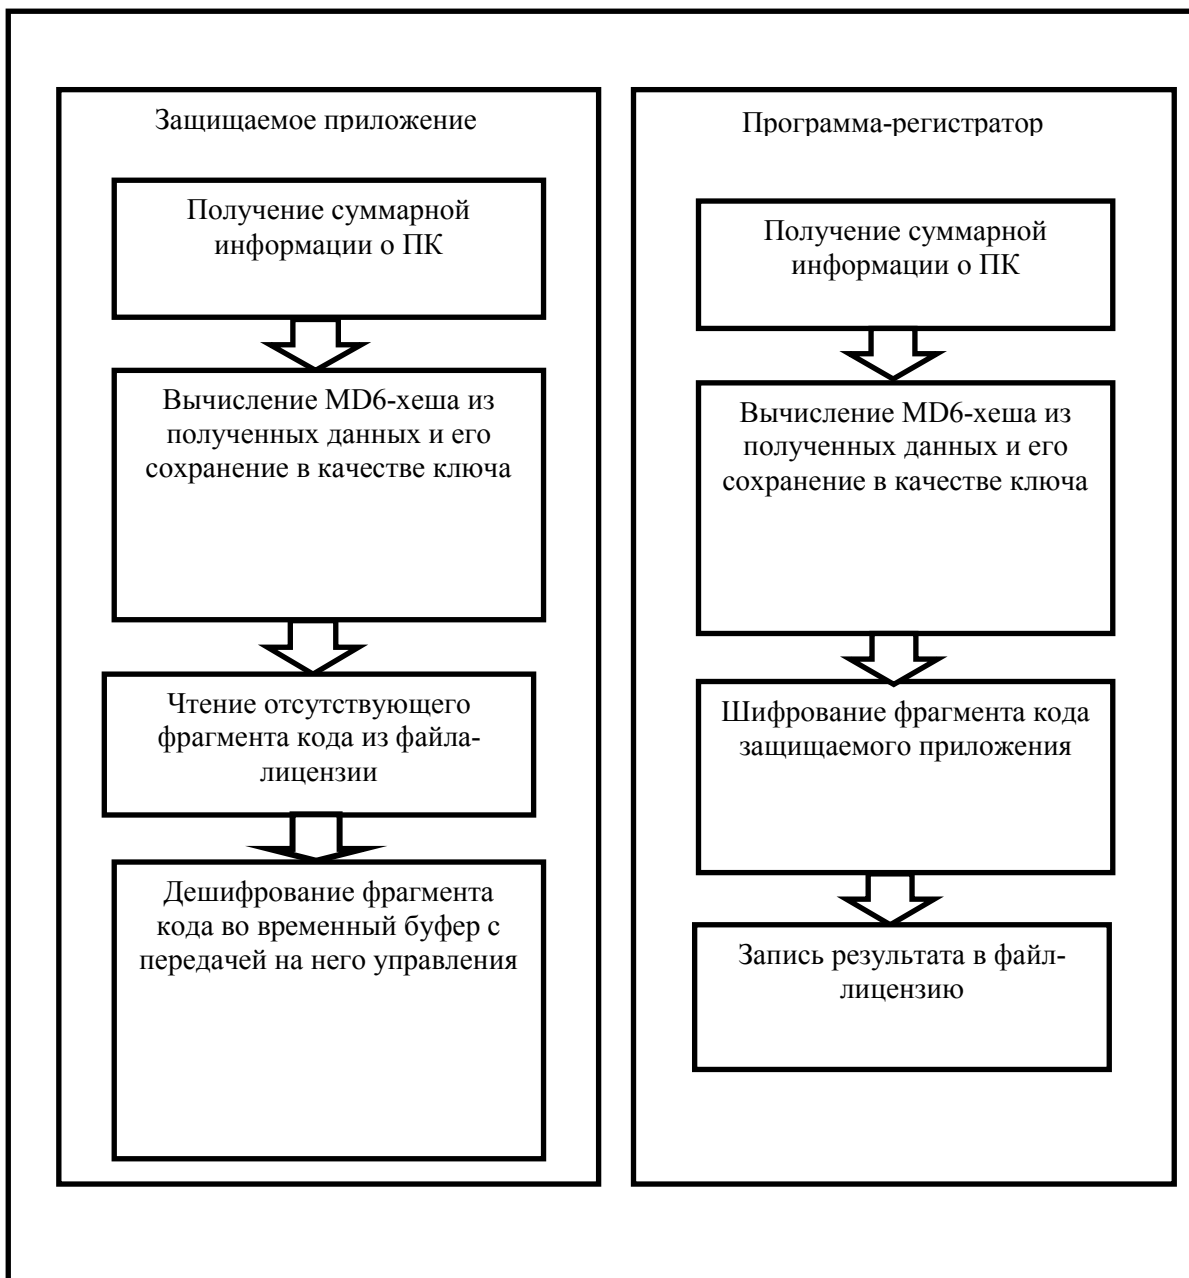 Защищаемое приложение
Получение суммарной
информации о ПК
Вычисление MD6-хеша из
полученных данных и его
сохранение в качестве ключа
Чтение отсутствующего
фрагмента кода из файла-
лицензии
Дешифрование фрагмента
кода во временный буфер с
передачей на него управления
Программа-регистратор
Получение суммарной
информации о ПК
Вычисление MD6-хеша из
полученных данных и его
сохранение в качестве ключа
Шифрование фрагмента кода
защищаемого приложения
Запись результата в файл-
лицензию